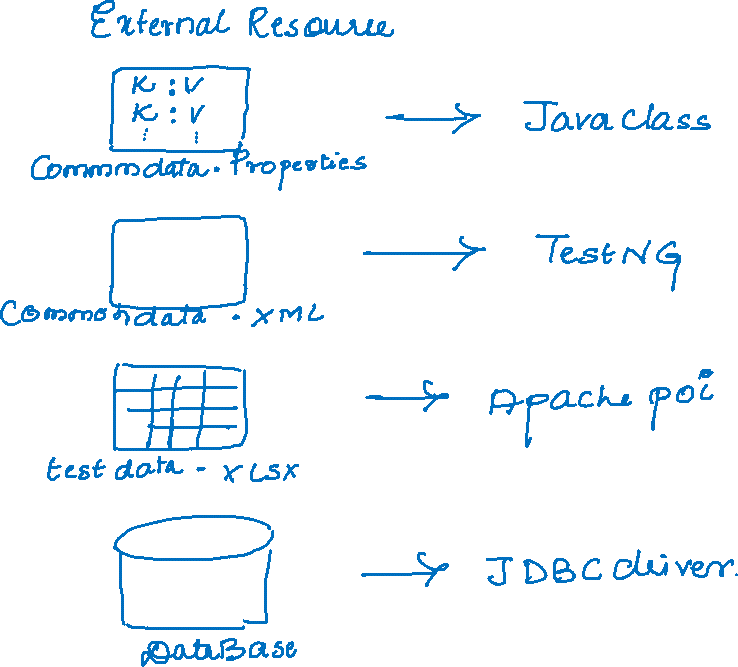 External Resource
K : V
K : V
Java class
Commondata . Properties
TestNG
Commondata . XML
Apache poi
test data - XLSX
JDBC driver.
DataBase